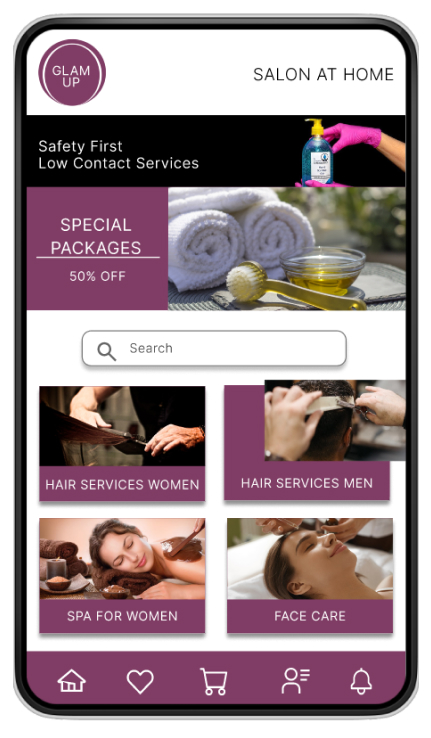 GLAM
UP
SALON AT HOME
Safety First
Low Contact Services
SPECIAL
PACKAGES
50% OFF
Search
HAIR SERVICES WOMEN
HAIR SERVICES MEN
SPA FOR WOMEN
FACE CARE